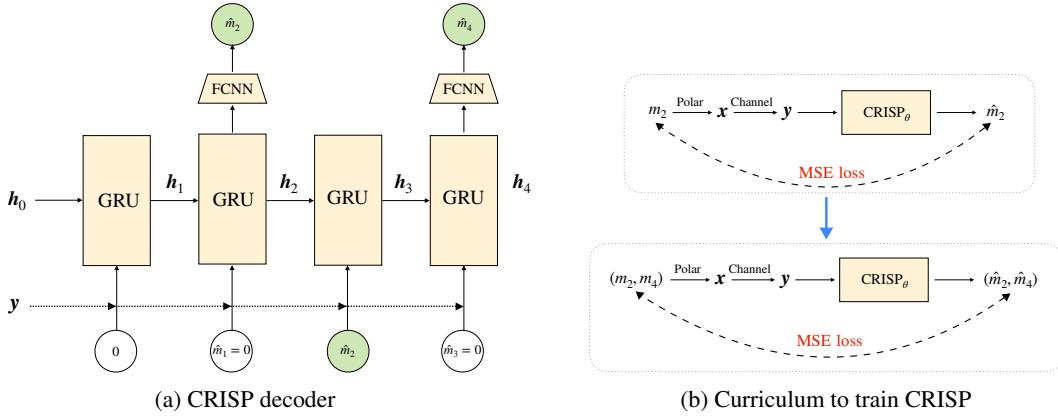 m̂₂ m̂₄
FCNN FCNN
h₀ GRU h₁ GRU h₂ GRU h₃ GRU h₄
y
0 m̂₁ = 0 m̂₂ m̂₃ = 0
(a) CRISP decoder
m₂ Polar x Channel y CRISP_θ m̂₂
MSE loss
(m₂, m₄) Polar x Channel y CRISP_θ (m̂₂, m̂₄)
MSE loss
(b) Curriculum to train CRISP